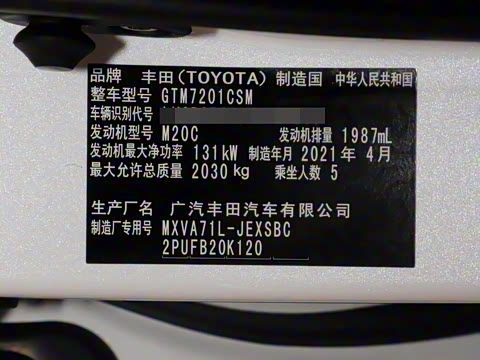 品牌 丰田(TOYOTA) 制造国 中华人民共和国
整车型号 GTM7201CSM
车辆识别代号
发动机型号 M20C 发动机排量 1987mL
发动机最大净功率 131kW 制造年月 2021年 4月
最大允许总质量 2030kg 乘坐人数 5
生产厂名 广汽丰田汽车有限公司
制造厂专用号 MXVA71L-JEXSBC
2PUFB20K120